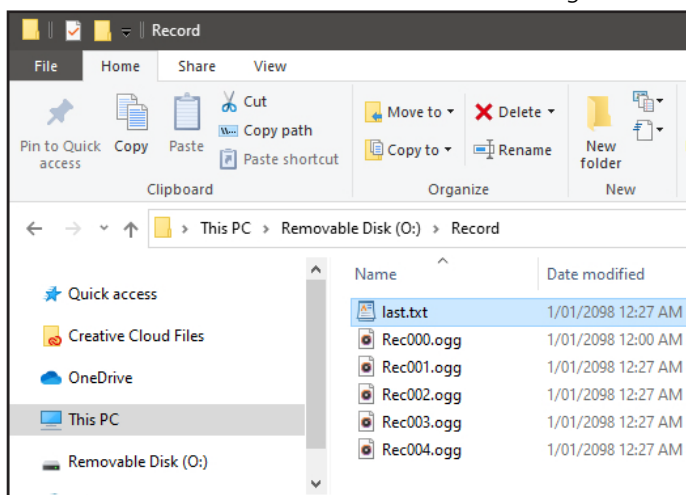 Record
File Home Share View
Pin to Quick access
Copy
Paste
Cut
Copy path
Paste shortcut
Clipboard
Move to
Copy to
Delete
Rename
Organize
New folder
New
This PC > Removable Disk (O:) > Record
Quick access
Creative Cloud Files
OneDrive
This PC
Removable Disk (O:)
Name Date modified
last.txt 1/01/2098 12:27 AM
Rec000.ogg 1/01/2098 12:00 AM
Rec001.ogg 1/01/2098 12:27 AM
Rec002.ogg 1/01/2098 12:27 AM
Rec003.ogg 1/01/2098 12:27 AM
Rec004.ogg 1/01/2098 12:27 AM